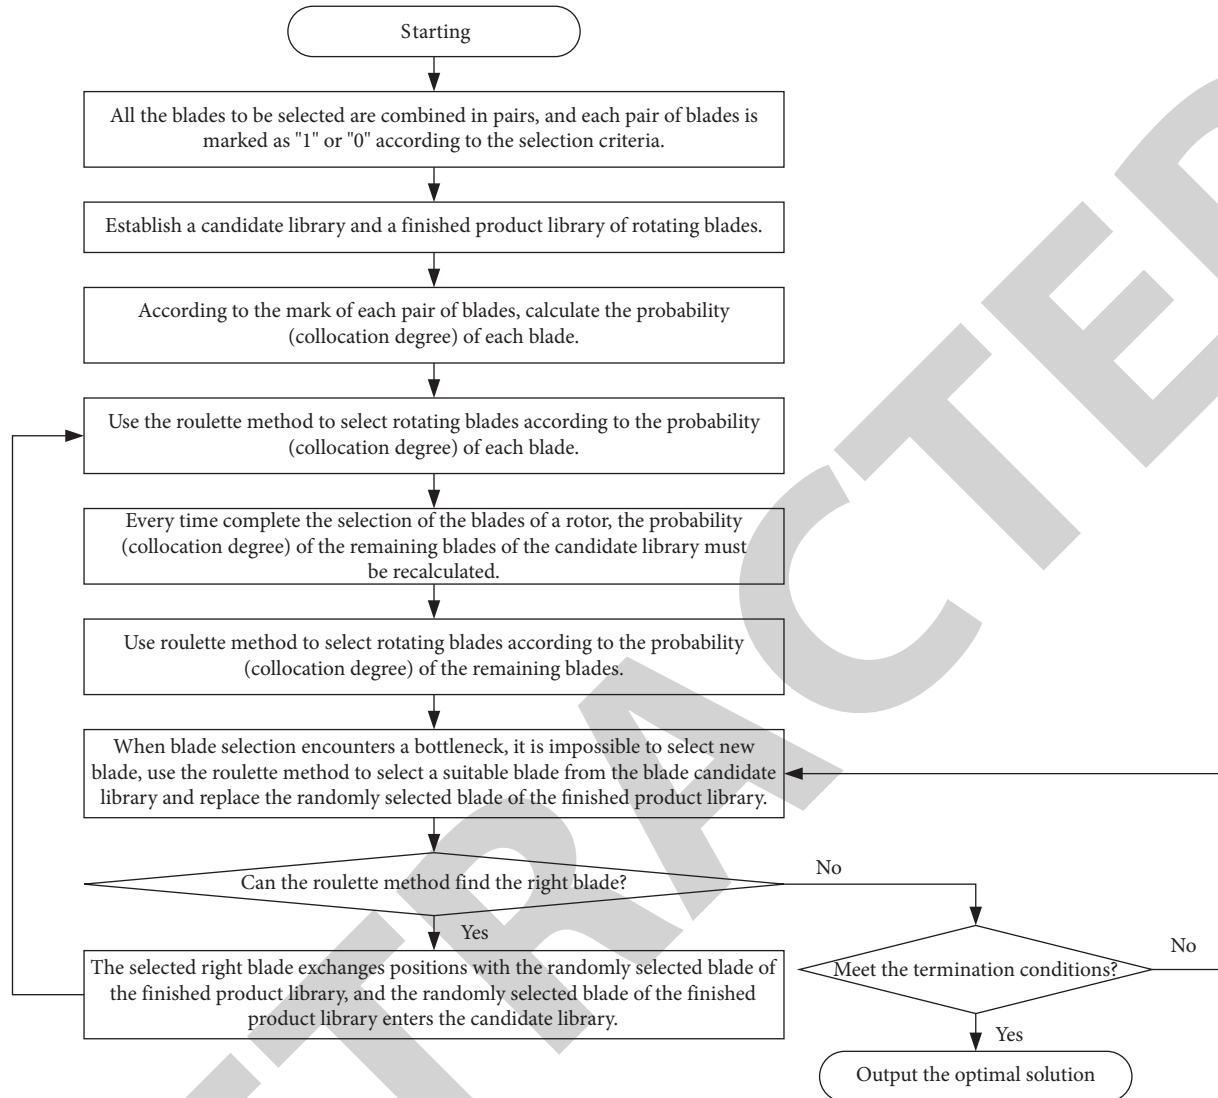 Starting
All the blades to be selected are combined in pairs, and each pair of blades is
marked as "1" or "0" according to the selection criteria.
Establish a candidate library and a finished product library of rotating blades.
According to the mark of each pair of blades, calculate the probability
(collocation degree) of each blade.
Use the roulette method to select rotating blades according to the probability
(collocation degree) of each blade.
Every time complete the selection of the blades of a rotor, the probability
(collocation degree) of the remaining blades of the candidate library must
be recalculated.
Use roulette method to select rotating blades according to the probability
(collocation degree) of the remaining blades.
When blade selection encounters a bottleneck, it is impossible to select new
blade, use the roulette method to select a suitable blade from the blade candidate
library and replace the randomly selected blade of the finished product library.
Can the roulette method find the right blade?
No
Yes
The selected right blade exchanges positions with the randomly selected blade of
the finished product library, and the randomly selected blade of the finished
product library enters the candidate library.
Meet the termination conditions?
No
Yes
Output the optimal solution